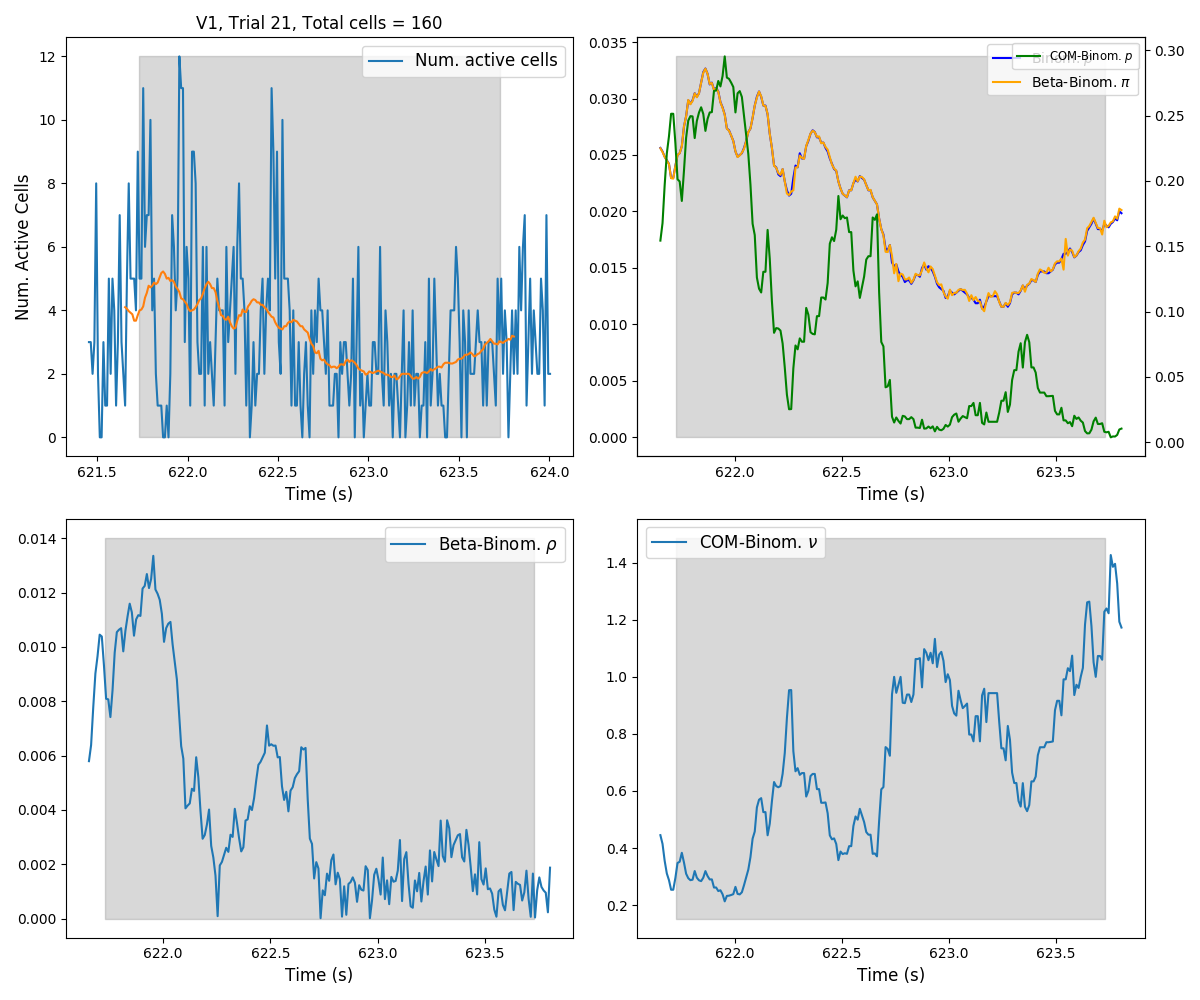 V1, Trial 21, Total cells = 160
Num. active cells
Num. Active Cells
12
10
8
6
4
2
0
621.5 622.0 622.5 623.0 623.5 624.0
Time (s)
COM-Binom. p
Beta-Binom. π
0.035
0.030
0.025
0.020
0.015
0.010
0.005
0.000
0.30
0.25
0.20
0.15
0.10
0.05
0.00
622.0 622.5 623.0 623.5
Time (s)
Beta-Binom. ρ
0.014
0.012
0.010
0.008
0.006
0.004
0.002
0.000
622.0 622.5 623.0 623.5
Time (s)
COM-Binom. ν
1.4
1.2
1.0
0.8
0.6
0.4
0.2
622.0 622.5 623.0 623.5
Time (s)